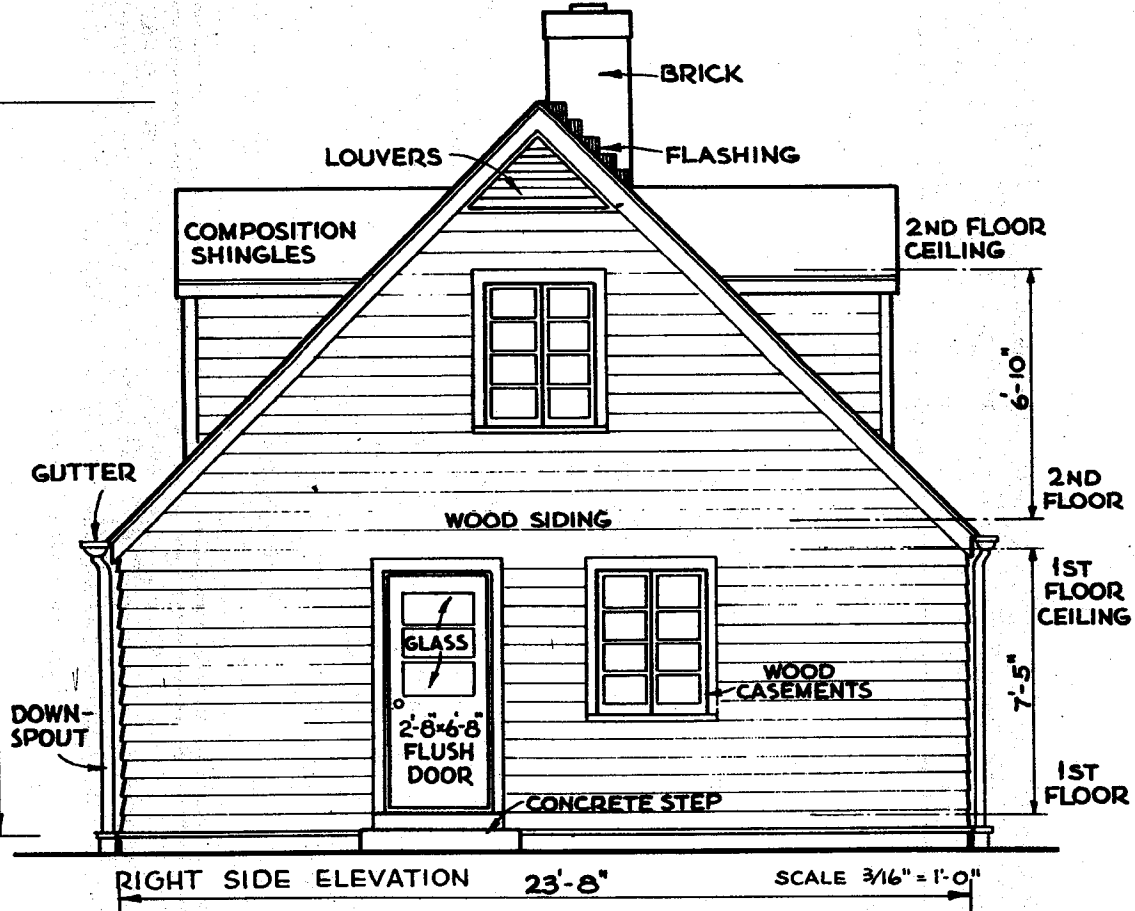 BRICK
LOUVERS
FLASHING
COMPOSITION
SHINGLES
2ND FLOOR
CEILING
6'-10"
GUTTER
2ND
FLOOR
WOOD SIDING
1ST
FLOOR
CEILING
GLASS
WOOD
CASEMENTS
7'-5"
DOWN-
SPOUT
2'-8"x6'-8"
FLUSH
DOOR
1ST
FLOOR
CONCRETE STEP
RIGHT SIDE ELEVATION
23'-8"
SCALE 3/16" = 1'-0"